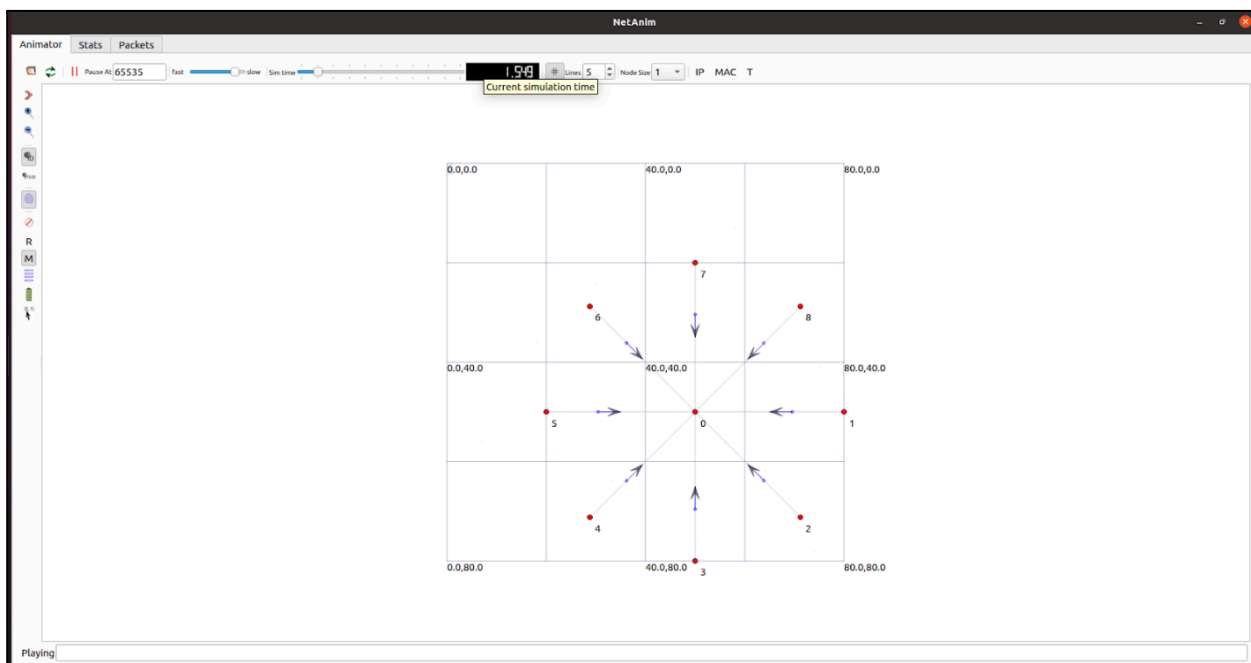 NetAnim
Animator Stats Packets
Pause At 65535 fast slow Sim time 1.549 Lines 5 Node Size 1 IP MAC T
Current simulation time
R
M
0.0,0.0 40.0,0.0 80.0,0.0
7
6 8
0.0,40.0 40.0,40.0 80.0,40.0
5 0 1
4 2
0.0,80.0 40.0,80.0 3 80.0,80.0
Playing